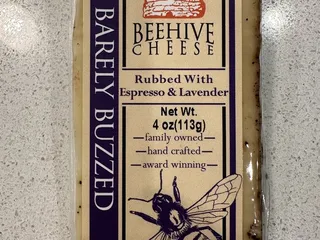 BEEHIVE
CHEESE
BARELY BUZZED
Rubbed With
Espresso & Lavender
Net Wt.
4 oz(113g)
family owned
hand crafted
award winning